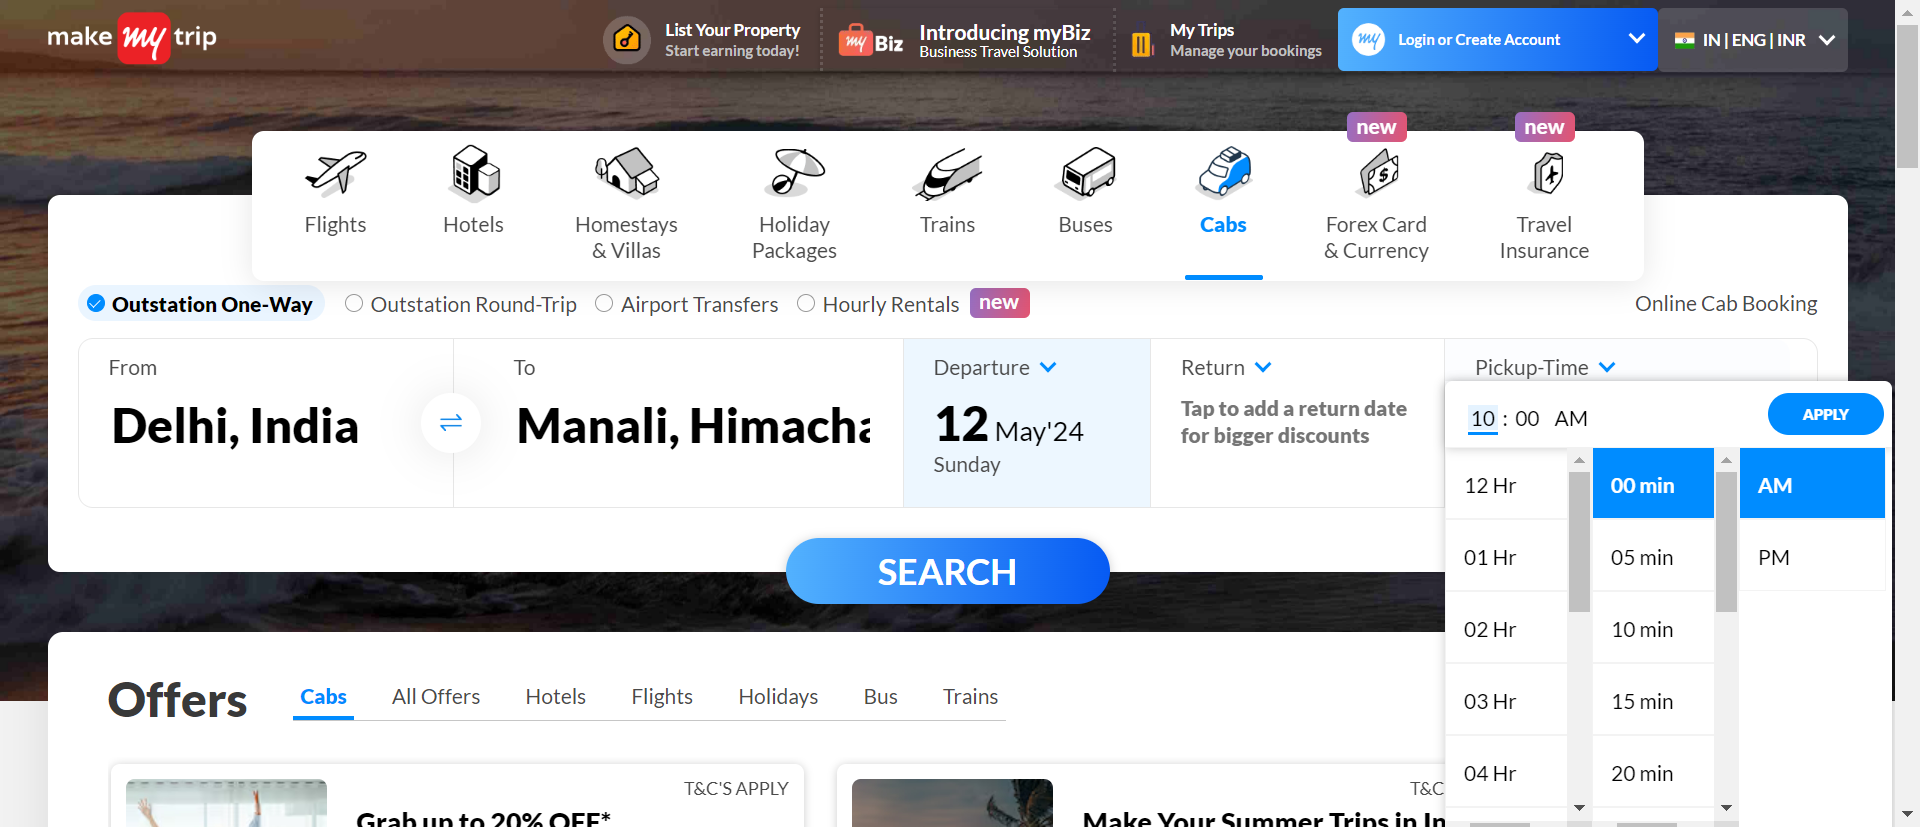 make my trip
List Your Property
Start earning today!
my Biz
Introducing myBiz
Business Travel Solution
My Trips
Manage your bookings
my
Login or Create Account
IN | ENG | INR
new
new
Flights
Hotels
Homestays
& Villas
Holiday
Packages
Trains
Buses
Cabs
Forex Card
& Currency
Travel
Insurance
Outstation One-Way
Outstation Round-Trip
Airport Transfers
Hourly Rentals
new
Online Cab Booking
From
Delhi, India
To
Manali, Himacha
Departure
12 May'24
Sunday
Return
Tap to add a return date
for bigger discounts
Pickup-Time
10 : 00 AM
APPLY
12 Hr
00 min
AM
01 Hr
05 min
PM
02 Hr
10 min
03 Hr
15 min
04 Hr
20 min
SEARCH
Offers
Cabs
All Offers
Hotels
Flights
Holidays
Bus
Trains
T&C'S APPLY
Grab up to 20% OFF*
T&C
Make Your Summer Trips in In